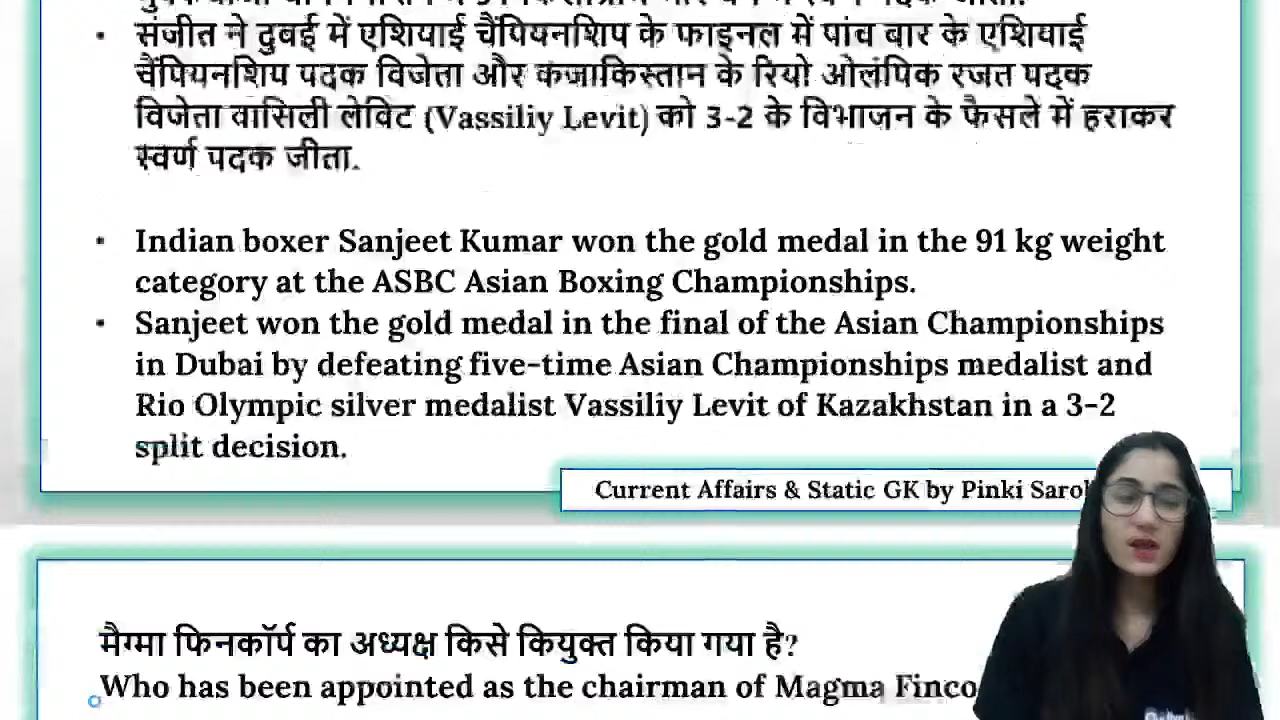 • संजीत ने दुबई में एशियाई चैंपियनशिप के फाइनल में पांच बार के एशियाई
चैंपियनशिप पदक विजेता और कजाकिस्तान के रियो ओलंपिक रजत पदक
विजेता वासिली लेविट (Vassiliy Levit) को 3-2 के विभाजन के फैसले में हराकर
स्वर्ण पदक जीता.
• Indian boxer Sanjeet Kumar won the gold medal in the 91 kg weight
category at the ASBC Asian Boxing Championships.
• Sanjeet won the gold medal in the final of the Asian Championships
in Dubai by defeating five-time Asian Championships medalist and
Rio Olympic silver medalist Vassiliy Levit of Kazakhstan in a 3-2
split decision.
Current Affairs & Static GK by Pinki
मैग्मा फिनकॉर्प का अध्यक्ष किसे कियुक्त किया गया है?
Who has been appointed as the chairman of Magma